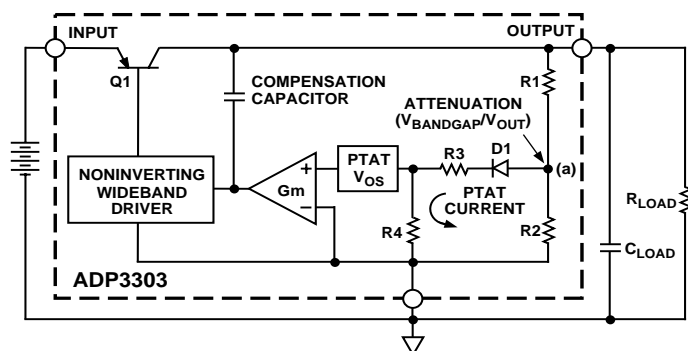 INPUT
OUTPUT
Q1
COMPENSATION
CAPACITOR
R1
ATTENUATION
(VBANDGAP/VOUT)
NONINVERTING
WIDEBAND
DRIVER
Gm
+
−
PTAT
VOS
R3
D1
(a)
PTAT
CURRENT
R4
R2
RLOAD
CLOAD
ADP3303